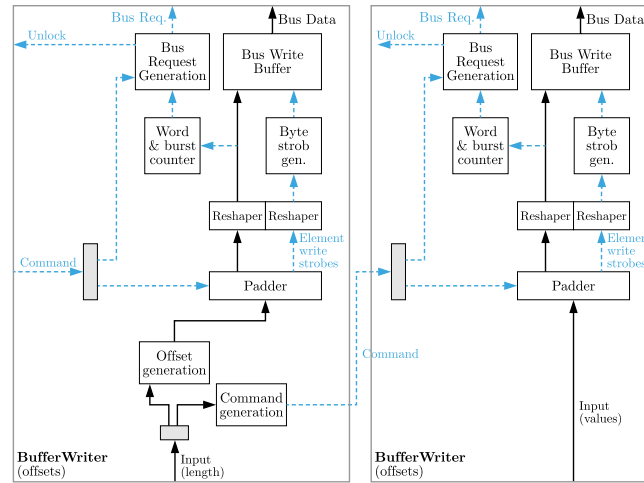 Bus Req.
Bus Data
Unlock
Bus
Request
Generation
Bus Write
Buffer
Word
& burst
counter
Byte
strob
gen.
Reshaper
Reshaper
Element
write
strobes
Command
Padder
Offset
generation
Command
generation
Input
(length)
BufferWriter
(offsets)
Command
Bus Req.
Bus Data
Unlock
Bus
Request
Generation
Bus Write
Buffer
Word
& burst
counter
Byte
strob
gen.
Reshaper
Reshaper
Element
write
strobes
Padder
Input
(values)
BufferWriter
(offsets)